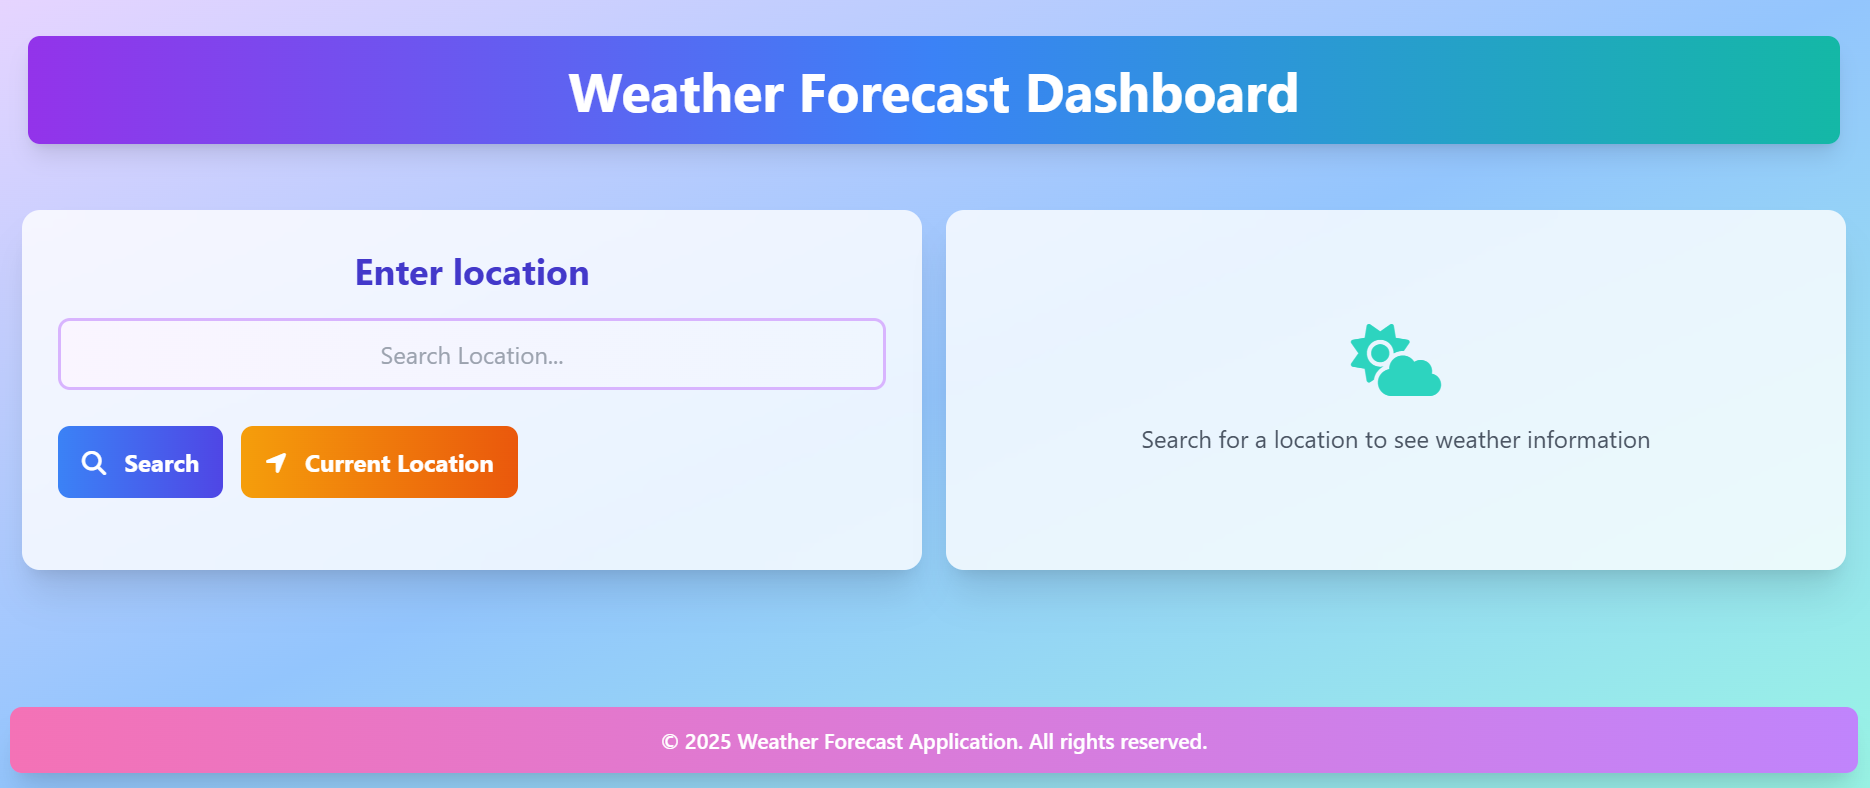 Weather Forecast Dashboard
Enter location
Search Location...
Search
Current Location
Search for a location to see weather information
© 2025 Weather Forecast Application. All rights reserved.